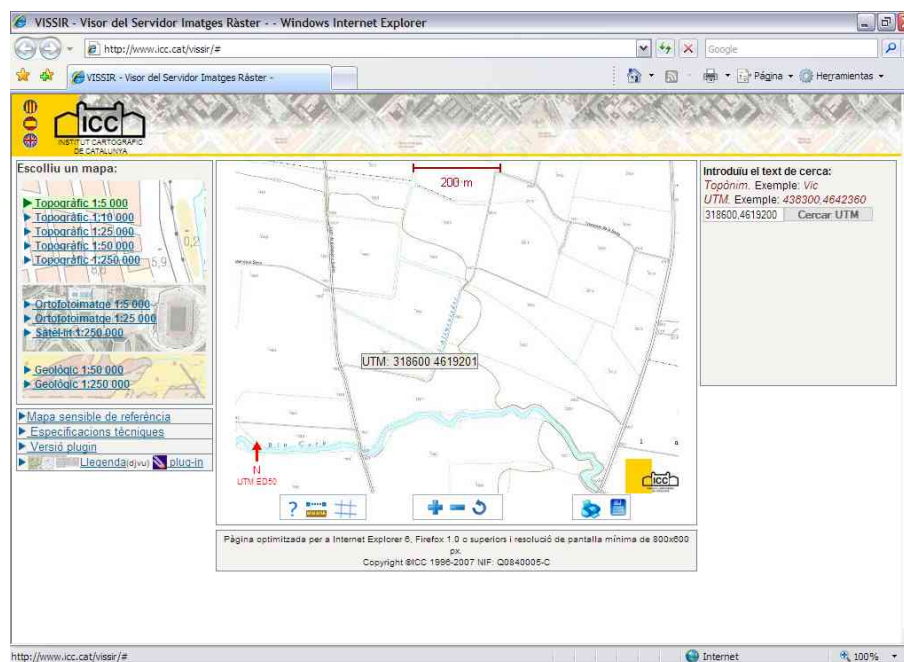 VISSIR - Visor del Servidor Imatges Ràster - - Windows Internet Explorer
http://www.icc.cat/vissir/#
Google
VISSIR - Visor del Servidor Imatges Ràster -
Página
Herramientas
icc
INSTITUT CARTOGRÀFIC
DE CATALUNYA
Escolliu un mapa:
Topogràfic 1:5 000
Topogràfic 1:10 000
Topogràfic 1:25 000
Topogràfic 1:50 000
Topogràfic 1:250 000
5,9
0,2
8,6
Ortofotoimatge 1:5 000
Ortofotoimatge 1:25 000
Satèl·lit 1:250 000
Geològic 1:50 000
Geològic 1:250 000
Mapa sensible de referència
Especificacions tècniques
Versió plugin
Llegenda(djvu) plug-in
200 m
UTM: 318600 4619201
N
UTM ED50
icc
?
Pàgina optimitzada per a Internet Explorer 6, Firefox 1.0 o superiors i resolució de pantalla mínima de 800x600
px.
Copyright ©ICC 1996-2007 NIF: Q0840005-C
Introduïu el text de cerca:
Topònim. Exemple: Vic
UTM. Exemple: 438300,4642360
318600,4619200 Cercar UTM
http://www.icc.cat/vissir/#
Internet
100%